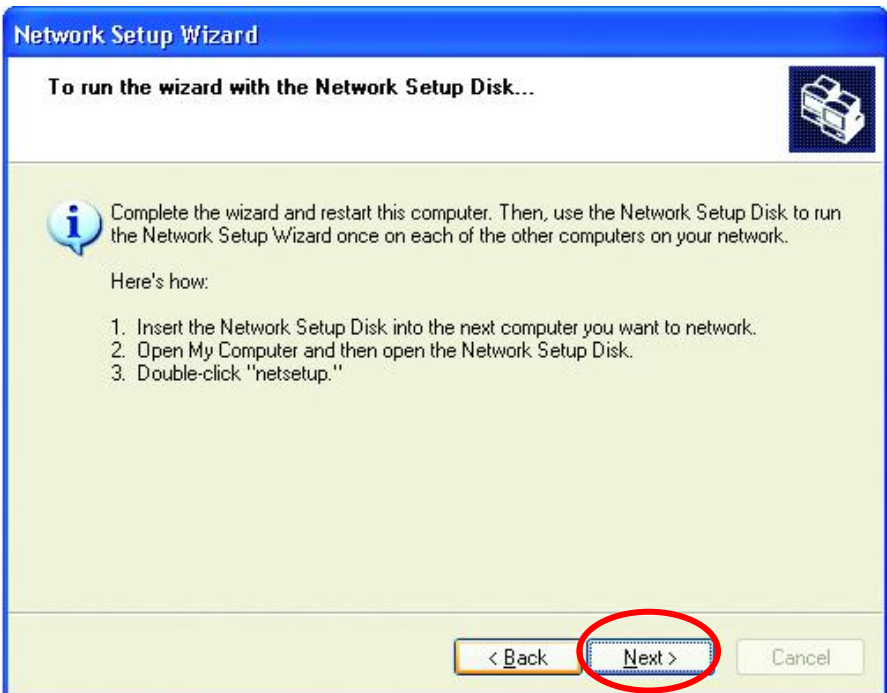 Network Setup Wizard
To run the wizard with the Network Setup Disk...
Complete the wizard and restart this computer. Then, use the Network Setup Disk to run
the Network Setup Wizard once on each of the other computers on your network.
Here's how:
1. Insert the Network Setup Disk into the next computer you want to network.
2. Open My Computer and then open the Network Setup Disk.
3. Double-click "netsetup."
< Back Next > Cancel